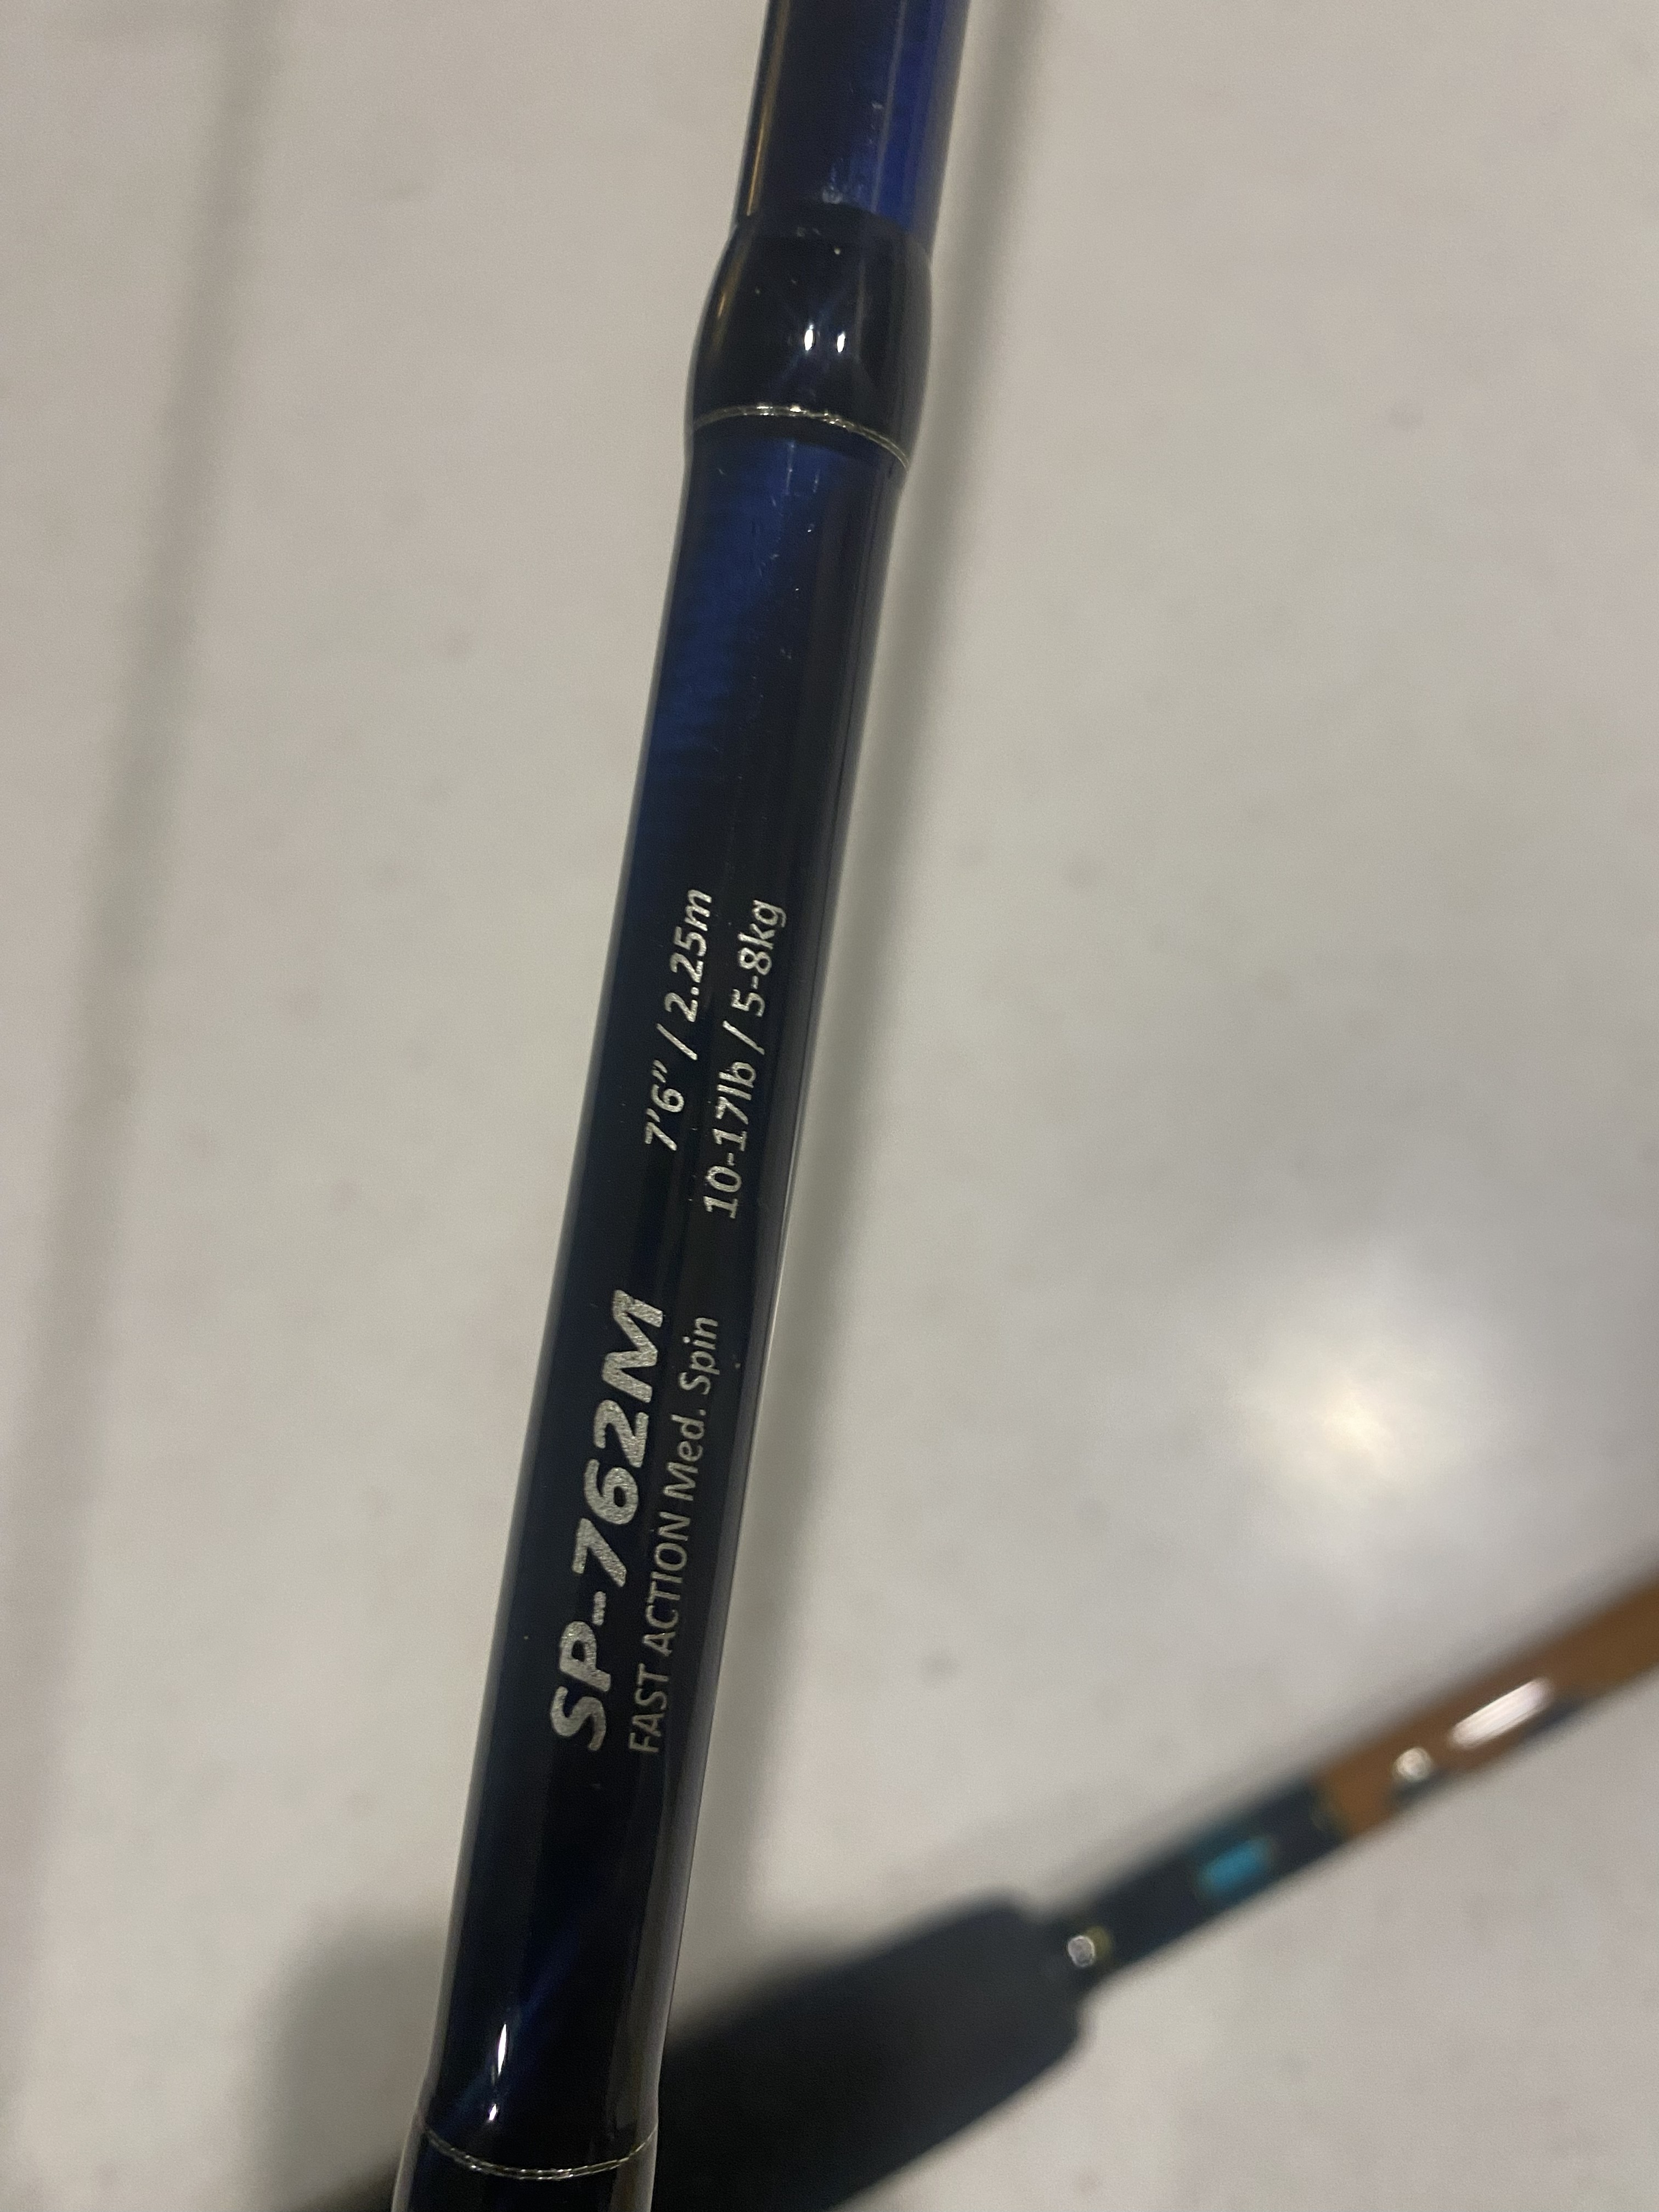 SP-762M
FAST ACTION Med. Spin
7'6" / 2.25m
10-17lb / 5-8kg